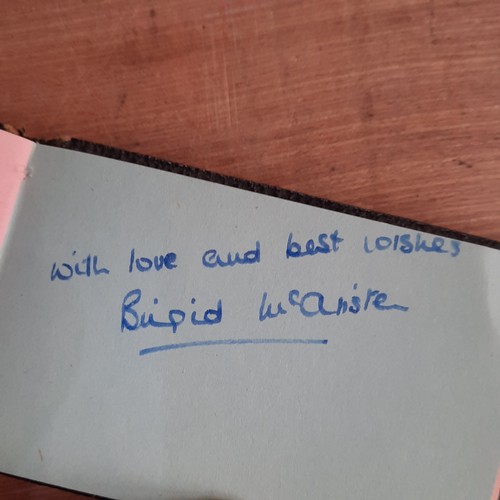 with love and best wishes
Brigid